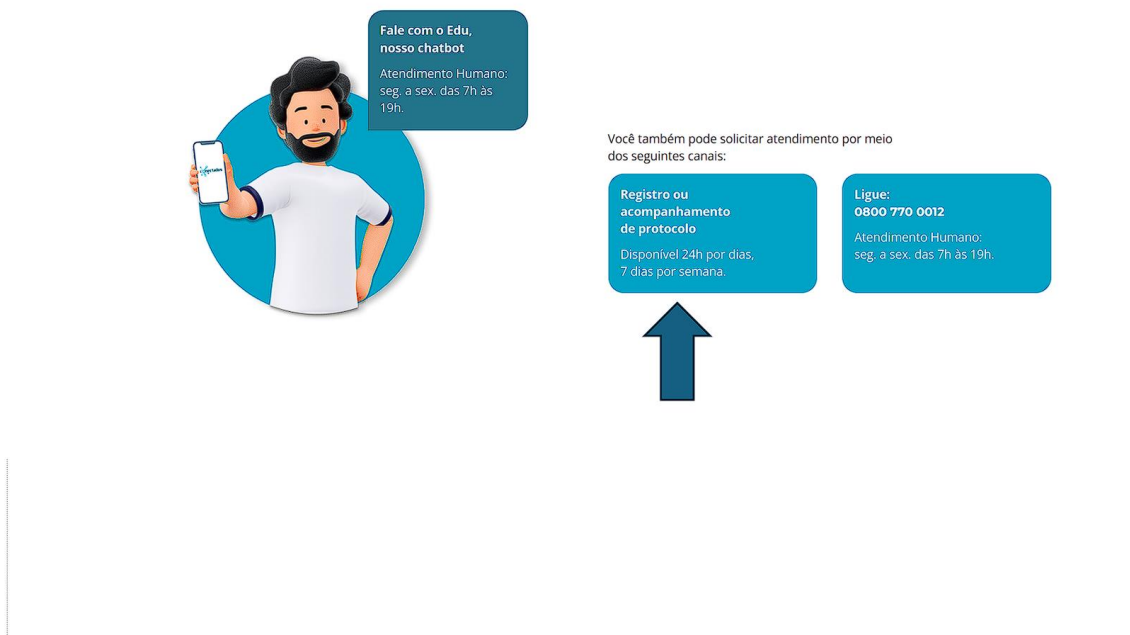 Fale com o Edu,
nosso chatbot
Atendimento Humano:
seg. a sex. das 7h às
19h.
Você também pode solicitar atendimento por meio
dos seguintes canais:
Registro ou
acompanhamento
de protocolo
Disponível 24h por dias,
7 dias por semana.
Ligue:
0800 770 0012
Atendimento Humano:
seg. a sex. das 7h às 19h.